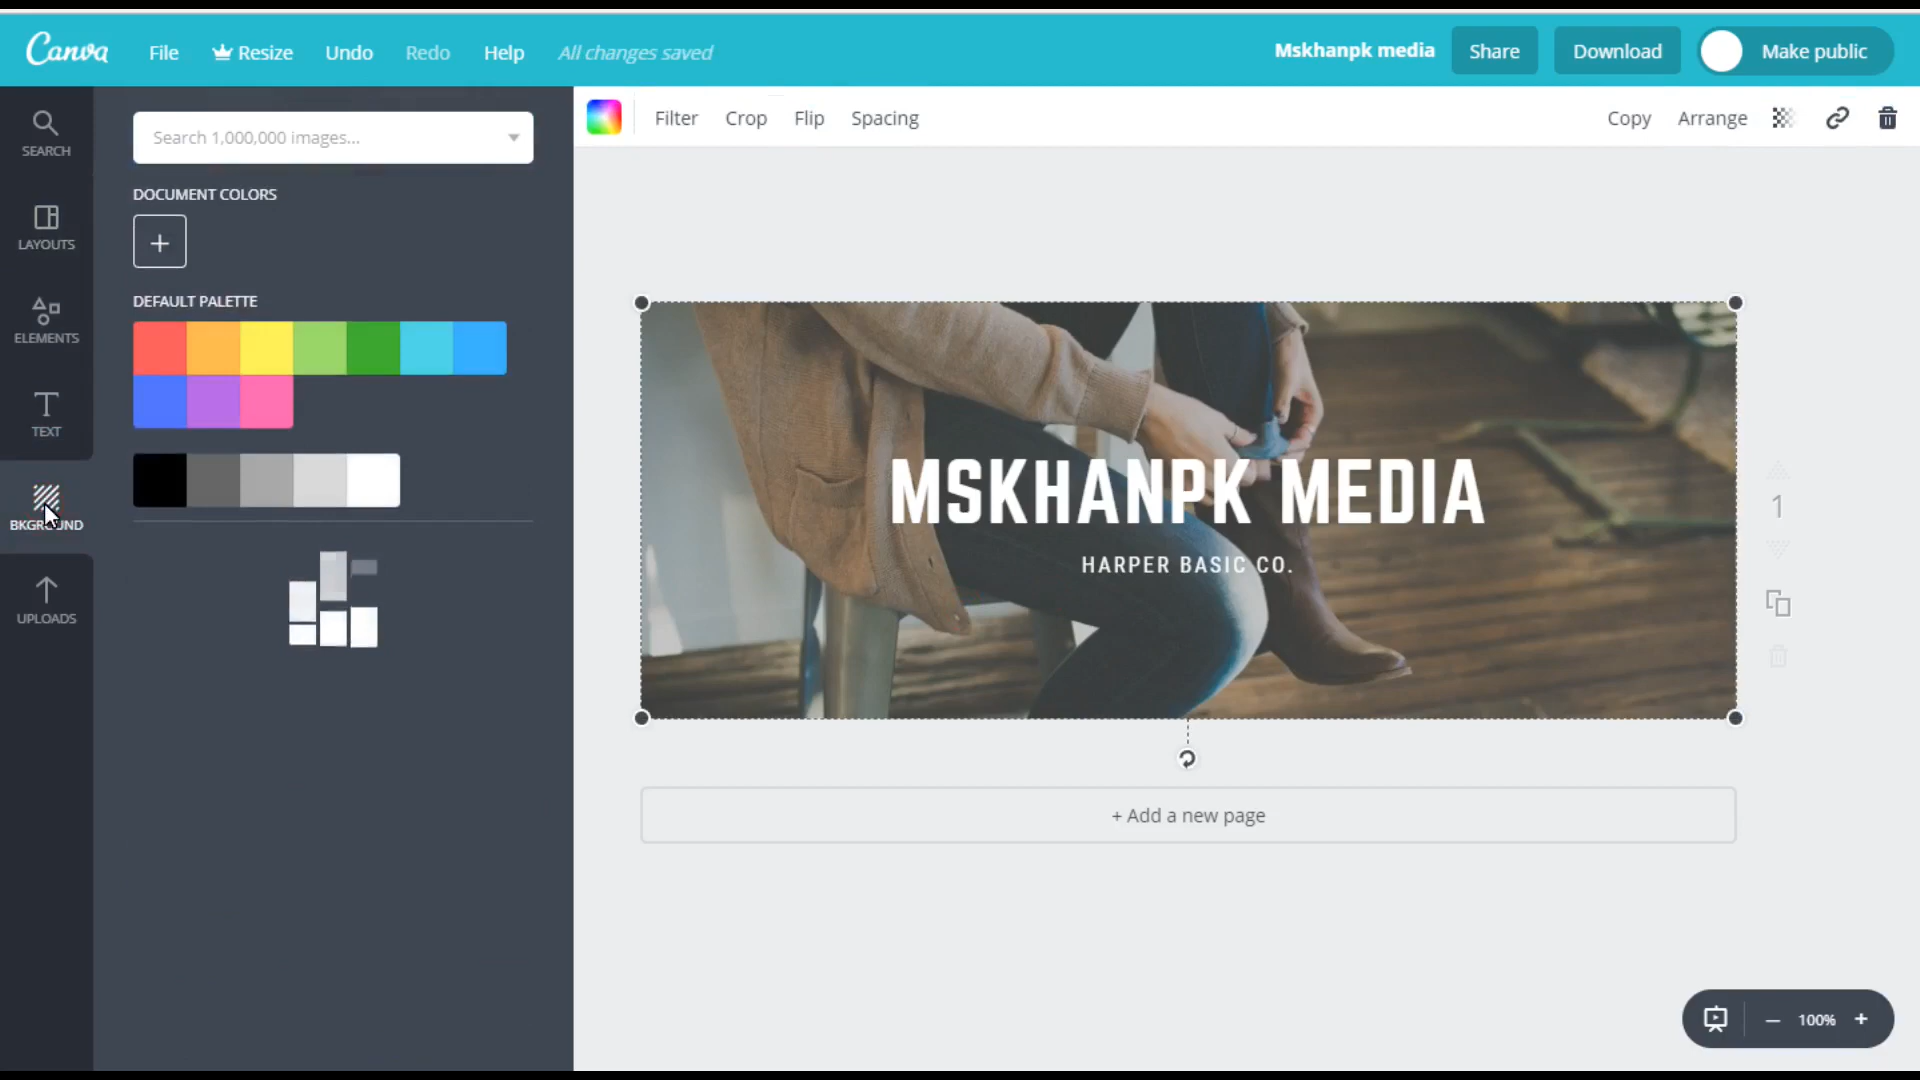 Canva File Resize Undo Redo Help All changes saved Mskhanpk media Share Download Make public
Filter Crop Flip Spacing Copy Arrange
Search 1,000,000 images...
SEARCH
DOCUMENT COLORS
+
LAYOUTS
DEFAULT PALETTE
ELEMENTS
TEXT
BKGROUND
UPLOADS
MSKHANPK MEDIA
HARPER BASIC CO.
1
+ Add a new page
— 100% +